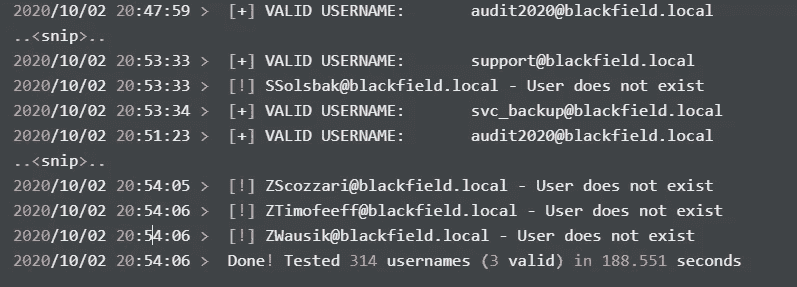 2020/10/02 20:47:59 > [+] VALID USERNAME: audit2020@blackfield.local
..<snip>..
2020/10/02 20:53:33 > [+] VALID USERNAME: support@blackfield.local
2020/10/02 20:53:33 > [!] SSolsbak@blackfield.local - User does not exist
2020/10/02 20:53:34 > [+] VALID USERNAME: svc_backup@blackfield.local
2020/10/02 20:51:23 > [+] VALID USERNAME: audit2020@blackfield.local
..<snip>..
2020/10/02 20:54:05 > [!] ZScozzari@blackfield.local - User does not exist
2020/10/02 20:54:06 > [!] ZTimofeeff@blackfield.local - User does not exist
2020/10/02 20:54:06 > [!] ZWausik@blackfield.local - User does not exist
2020/10/02 20:54:06 > Done! Tested 314 usernames (3 valid) in 188.551 seconds